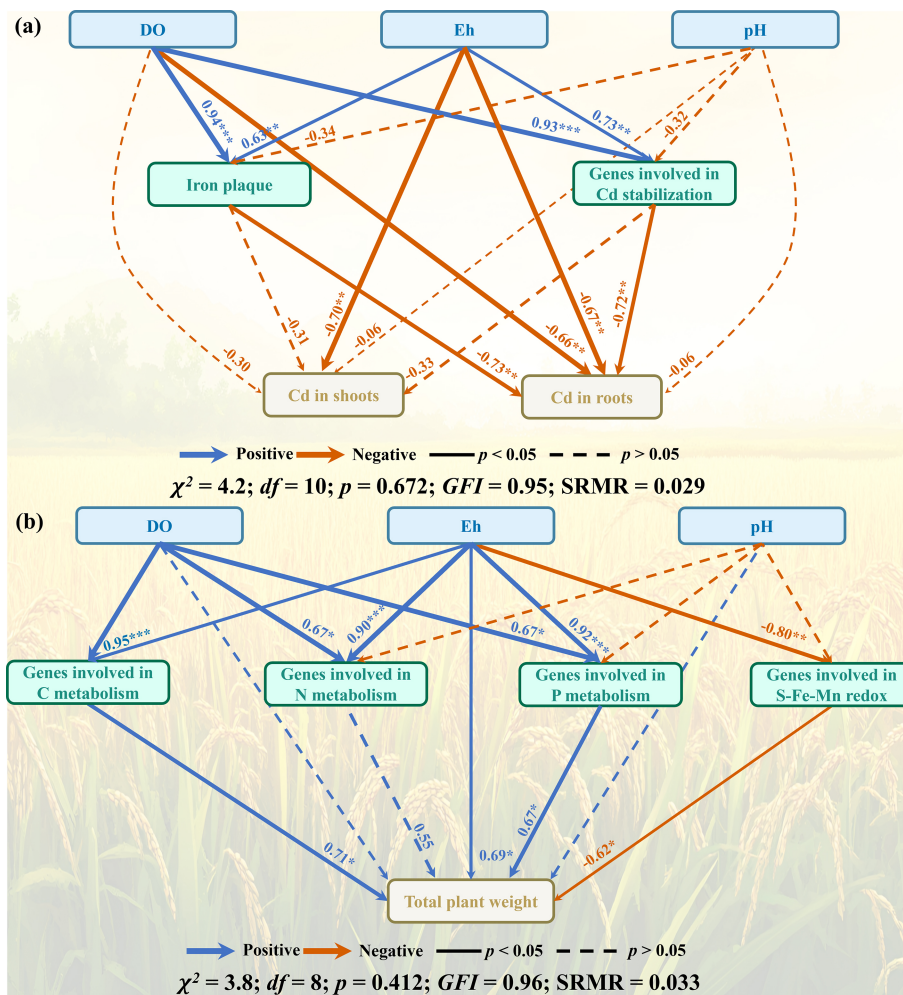 (a)
DO
Eh
pH
0.94***
0.63**
-0.34
0.93***
0.73**
-0.32
Iron plaque
Genes involved in
Cd stabilization
-0.30
-0.31
-0.70**
-0.06
-0.33
-0.73**
-0.66**
-0.67**
-0.72**
-0.06
Cd in shoots
Cd in roots
Positive Negative p < 0.05 p > 0.05
χ² = 4.2; df = 10; p = 0.672; GFI = 0.95; SRMR = 0.029
(b)
DO
Eh
pH
0.95***
0.67*
0.90***
0.67*
0.92***
-0.80**
Genes involved in
C metabolism
Genes involved in
N metabolism
Genes involved in
P metabolism
Genes involved in
S-Fe-Mn redox
0.71*
0.55
0.69*
0.67*
-0.62*
Total plant weight
Positive Negative p < 0.05 p > 0.05
χ² = 3.8; df = 8; p = 0.412; GFI = 0.96; SRMR = 0.033